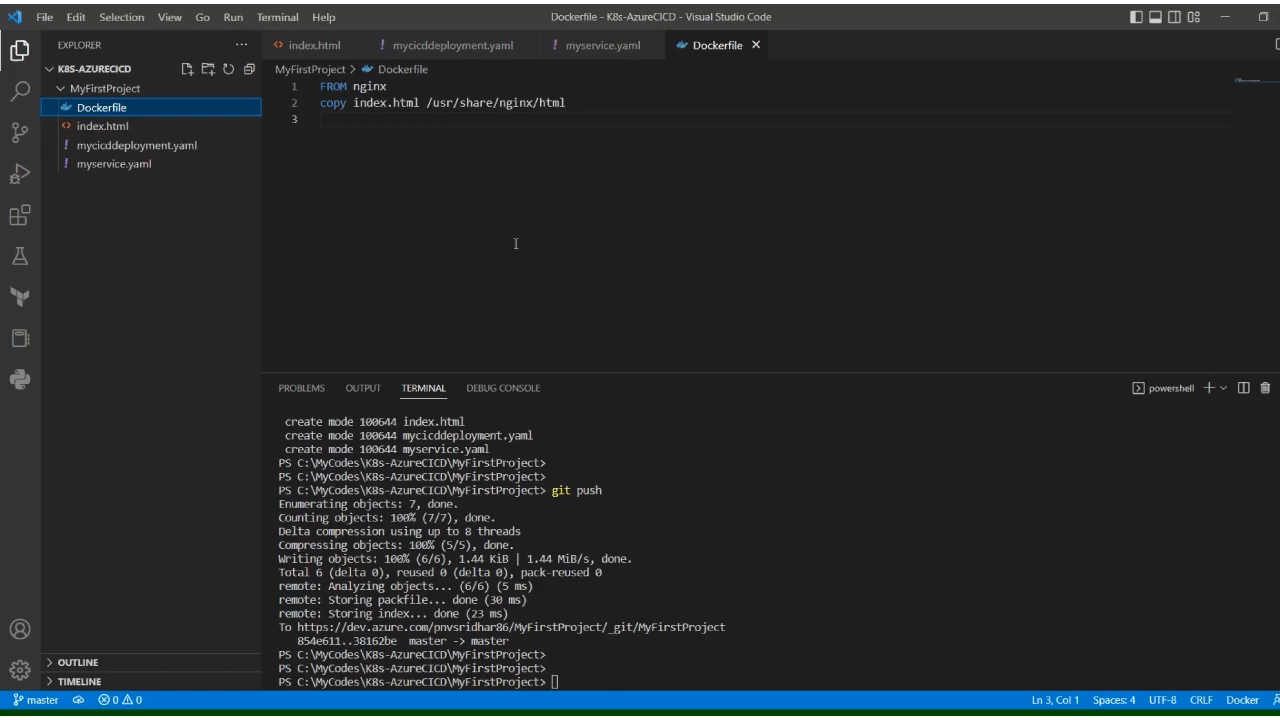 File Edit Selection View Go Run Terminal Help
Dockerfile - K8s-AzureCICD - Visual Studio Code
EXPLORER
K8S-AZURECICD
MyFirstProject
Dockerfile
index.html
mycicddeployment.yaml
myservice.yaml
OUTLINE
TIMELINE
index.html mycicddeployment.yaml myservice.yaml Dockerfile
MyFirstProject > Dockerfile
1 FROM nginx
2 copy index.html /usr/share/nginx/html
3
PROBLEMS OUTPUT TERMINAL DEBUG CONSOLE
powershell
create mode 100644 index.html
create mode 100644 mycicddeployment.yaml
create mode 100644 myservice.yaml
PS C:\MyCodes\K8s-AzureCICD\MyFirstProject>
PS C:\MyCodes\K8s-AzureCICD\MyFirstProject>
PS C:\MyCodes\K8s-AzureCICD\MyFirstProject> git push
Enumerating objects: 7, done.
Counting objects: 100% (7/7), done.
Delta compression using up to 8 threads
Compressing objects: 100% (5/5), done.
Writing objects: 100% (6/6), 1.44 KiB | 1.44 MiB/s, done.
Total 6 (delta 0), reused 0 (delta 0), pack-reused 0
remote: Analyzing objects... (6/6) (5 ms)
remote: Storing packfile... done (30 ms)
remote: Storing index... done (23 ms)
To https://dev.azure.com/pnvsridhar86/MyFirstProject/_git/MyFirstProject
854e611..38162be master -> master
PS C:\MyCodes\K8s-AzureCICD\MyFirstProject>
PS C:\MyCodes\K8s-AzureCICD\MyFirstProject>
PS C:\MyCodes\K8s-AzureCICD\MyFirstProject>
master 0 0
Ln 3, Col 1 Spaces: 4 UTF-8 CRLF Docker